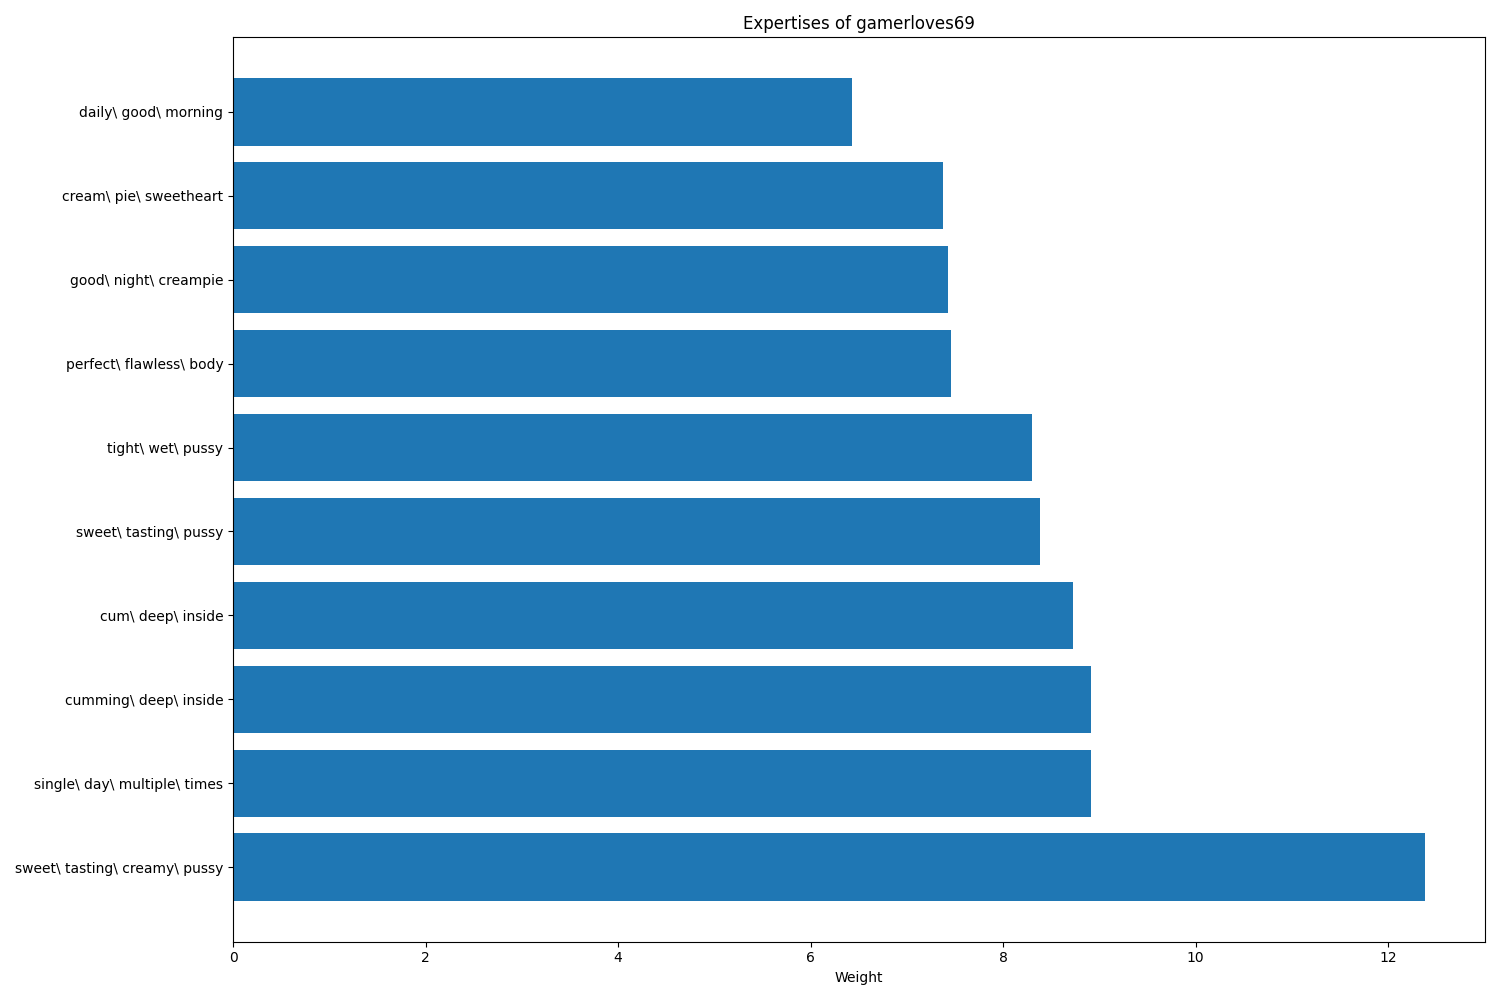 Expertises of gamerloves69
daily\ good\ morning
cream\ pie\ sweetheart
good\ night\ creampie
perfect\ flawless\ body
tight\ wet\ pussy
sweet\ tasting\ pussy
cum\ deep\ inside
cumming\ deep\ inside
single\ day\ multiple\ times
sweet\ tasting\ creamy\ pussy
0 2 4 6 8 10 12
Weight